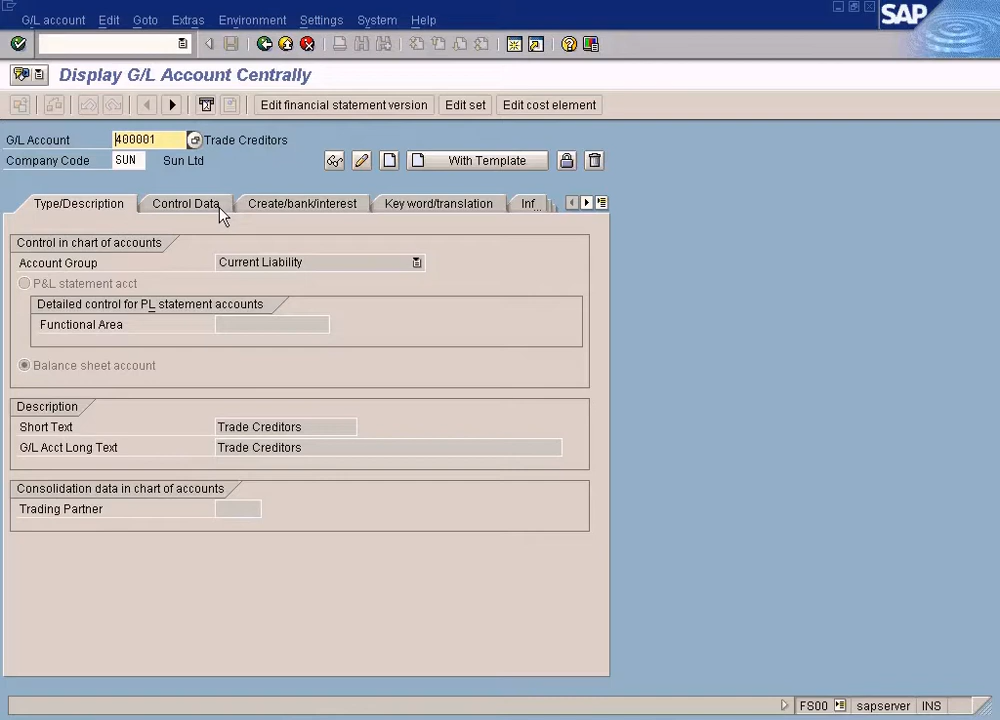 G/L account Edit Goto Extras Environment Settings System Help
SAP
Display G/L Account Centrally
Edit financial statement version Edit set Edit cost element
G/L Account 400001 Trade Creditors
Company Code SUN Sun Ltd With Template
Type/Description Control Data Create/bank/interest Key word/translation Inf...
Control in chart of accounts
Account Group Current Liability
P&L statement acct
Detailed control for PL statement accounts
Functional Area
Balance sheet account
Description
Short Text Trade Creditors
G/L Acct Long Text Trade Creditors
Consolidation data in chart of accounts
Trading Partner
FS00 sapserver INS